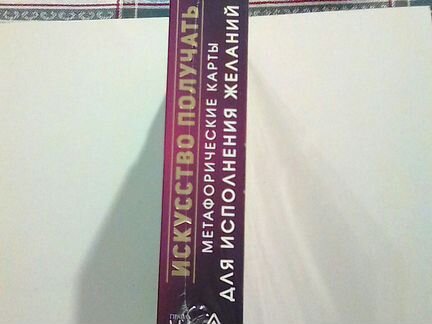 ИСКУССТВО ПОЛУЧАТЬ
МЕТАФОРИЧЕСКИЕ КАРТЫ
ДЛЯ ИСПОЛНЕНИЯ ЖЕЛАНИЙ